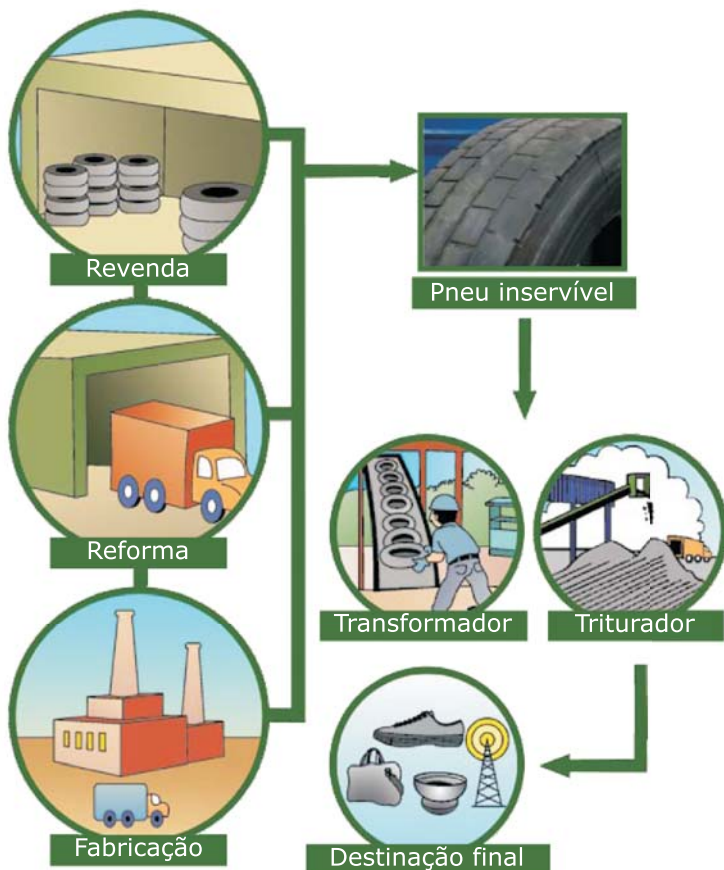 Revenda
Pneu inservível
Reforma
Transformador
Triturador
Fabricação
Destinação final